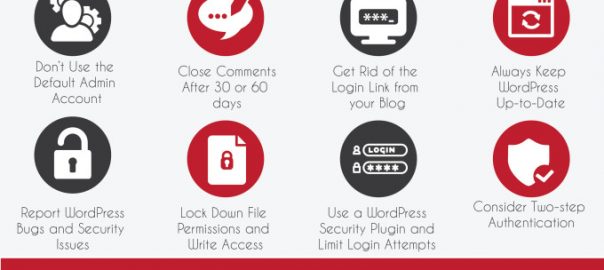 ***_
Don't Use the
Default Admin
Account
Close Comments
After 30 or 60
days
Get Rid of the
Login Link from
your Blog
Always Keep
WordPress
Up-to-Date
LOGIN
****
Report WordPress
Bugs and Security
Issues
Lock Down File
Permissions and
Write Access
Use a WordPress
Security Plugin and
Limit Login Attempts
Consider Two-step
Authentication